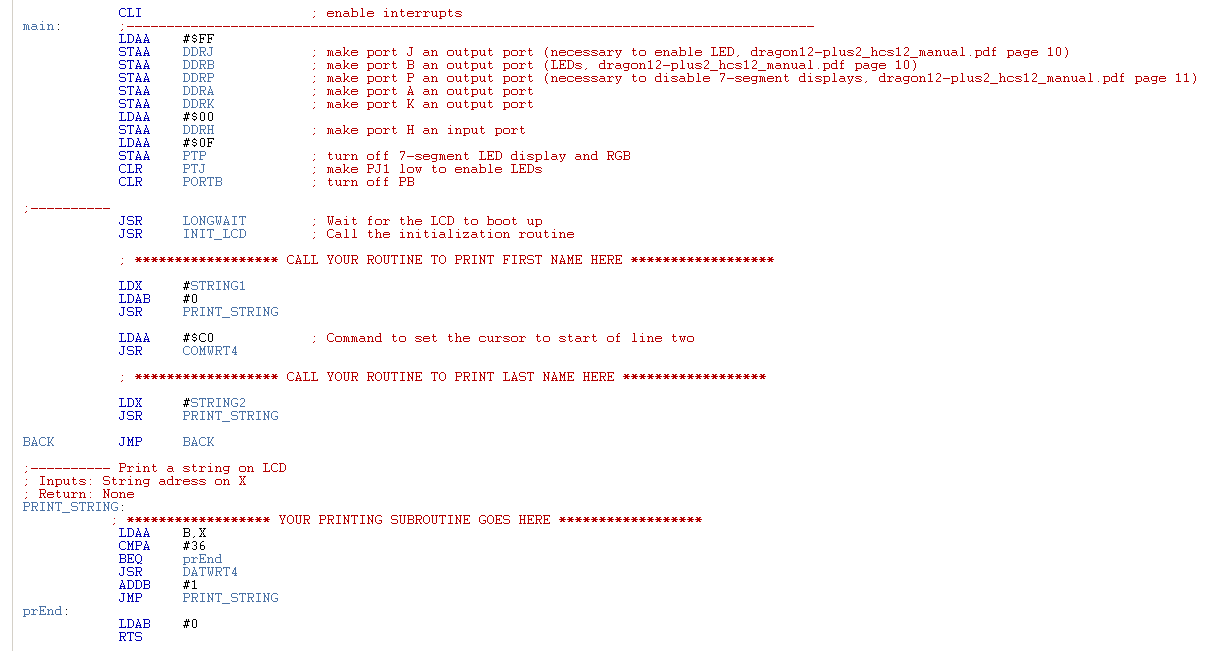 CLI ; enable interrupts
main: ;--------------------------------------------------------------------------------------
LDAA #$FF
STAA DDRJ ; make port J an output port (necessary to enable LED, dragon12-plus2_hcs12_manual.pdf page 10)
STAA DDRB ; make port B an output port (LEDs, dragon12-plus2_hcs12_manual.pdf page 10)
STAA DDRP ; make port P an output port (necessary to disable 7-segment displays, dragon12-plus2_hcs12_manual.pdf page 11)
STAA DDRA ; make port A an output port
STAA DDRK ; make port K an output port
LDAA #$00
STAA DDRH ; make port H an input port
LDAA #$0F
STAA PTP ; turn off 7-segment LED display and RGB
CLR PTJ ; make PJ1 low to enable LEDs
CLR PORTB ; turn off PB
;----------
JSR LONGWAIT ; Wait for the LCD to boot up
JSR INIT_LCD ; Call the initialization routine
; ****************** CALL YOUR ROUTINE TO PRINT FIRST NAME HERE ******************
LDX #STRING1
LDAB #0
JSR PRINT_STRING
LDAA #$C0 ; Command to set the cursor to start of line two
JSR COMWRT4
; ****************** CALL YOUR ROUTINE TO PRINT LAST NAME HERE ******************
LDX #STRING2
JSR PRINT_STRING
BACK JMP BACK
;---------- Print a string on LCD
; Inputs: String adress on X
; Return: None
PRINT_STRING:
; ****************** YOUR PRINTING SUBROUTINE GOES HERE ******************
LDAA B,X
CMPA #36
BEQ prEnd
JSR DATWRT4
ADDB #1
JMP PRINT_STRING
prEnd:
LDAB #0
RTS